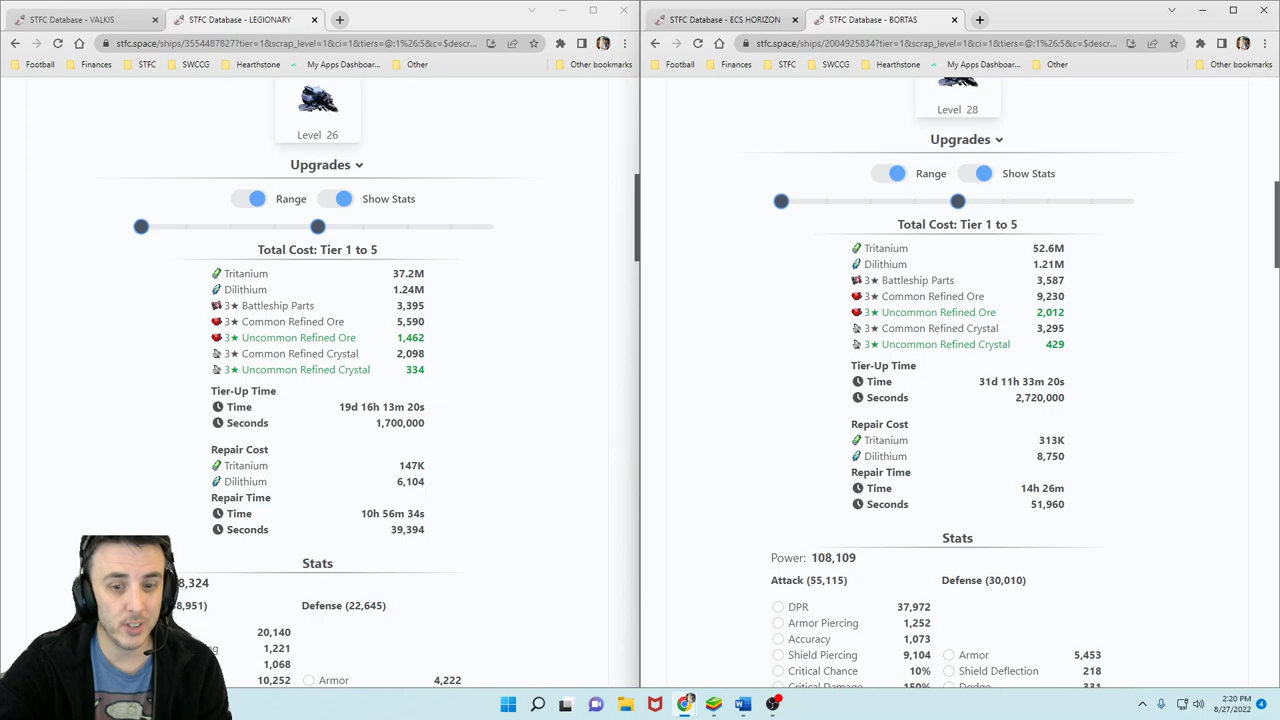 STFC Database - VALKIS
STFC Database - LEGIONARY
stfc.space/ships/355448782?tier=1&scrap_level=1&ci=1&tiers=@:1%26:5&c=$descr...
Football
Finances
STFC
SWCCG
Hearthstone
My Apps Dashboar...
Other
Other bookmarks
Level 26
Upgrades
Range
Show Stats
Total Cost: Tier 1 to 5
Tritanium 37.2M
Dilithium 1.24M
3★ Battleship Parts 3,395
3★ Common Refined Ore 5,590
3★ Uncommon Refined Ore 1,462
3★ Common Refined Crystal 2,098
3★ Uncommon Refined Crystal 334
Tier-Up Time
Time 19d 16h 13m 20s
Seconds 1,700,000
Repair Cost
Tritanium 147K
Dilithium 6,104
Repair Time
Time 10h 56m 34s
Seconds 39,394
Stats
8,324
8,951) Defense (22,645)
20,140
1,221
1,068
10,252 Armor 4,222
STFC Database - ECS HORIZON
STFC Database - BORTAS
stfc.space/ships/2004925834?tier=1&scrap_level=1&ci=1&tiers=@:1%26:5&c=$descr...
Football
Finances
STFC
SWCCG
Hearthstone
My Apps Dashboar...
Other
Other bookmarks
Level 28
Upgrades
Range
Show Stats
Total Cost: Tier 1 to 5
Tritanium 52.6M
Dilithium 1.21M
3★ Battleship Parts 3,587
3★ Common Refined Ore 9,230
3★ Uncommon Refined Ore 2,012
3★ Common Refined Crystal 3,295
3★ Uncommon Refined Crystal 429
Tier-Up Time
Time 31d 11h 33m 20s
Seconds 2,720,000
Repair Cost
Tritanium 313K
Dilithium 8,750
Repair Time
Time 14h 26m
Seconds 51,960
Stats
Power: 108,109
Attack (55,115) Defense (30,010)
DPR 37,972
Armor Piercing 1,252
Accuracy 1,073
Shield Piercing 9,104 Armor 5,453
Critical Chance 10% Shield Deflection 218
Critical Damage 150% Dodge 331
2:20 PM
8/27/2022